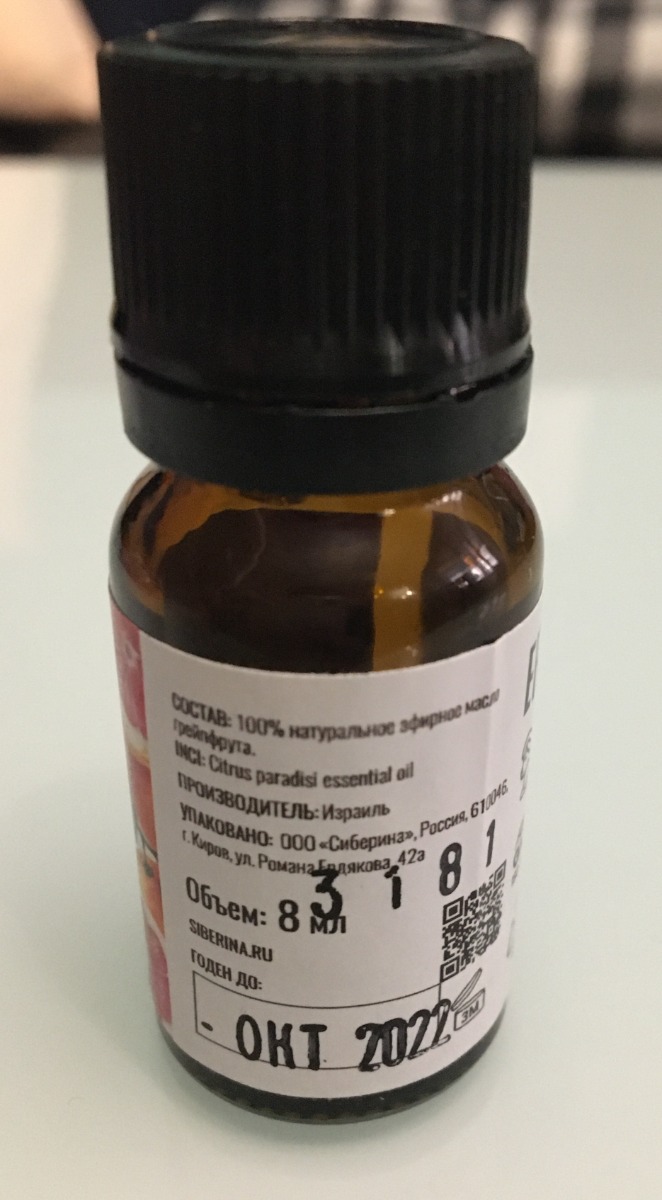 СОСТАВ: 100% натуральное эфирное масло
грейпфрута.
INCI: Citrus paradisi essential oil
ПРОИЗВОДИТЕЛЬ: Израиль
УПАКОВАНО: ООО «Сиберина», Россия, 610046,
г. Киров, ул. Романа Ердякова, 42а
3 1 8 1
Объем: 8 мл
SIBERINA.RU
ГОДЕН ДО:
- ОКТ 2022
3М